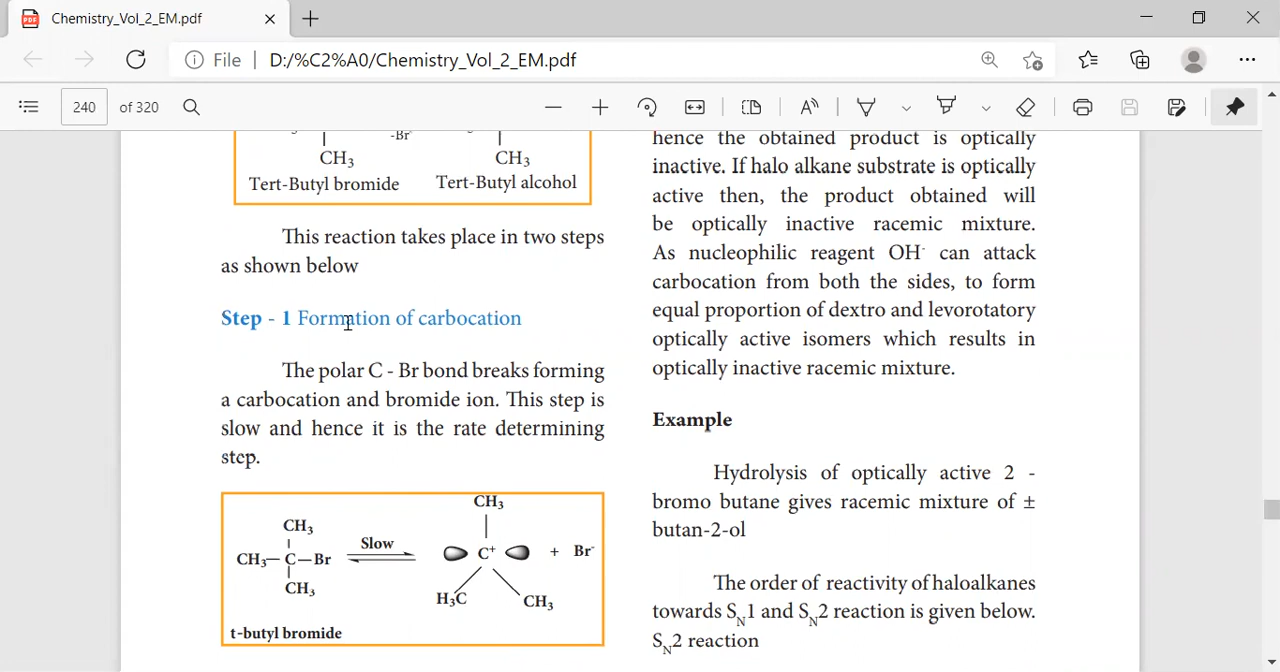 Chemistry_Vol_2_EM.pdf
File | D:/%C2%A0/Chemistry_Vol_2_EM.pdf
240 of 320
-Br
CH3 CH3
Tert-Butyl bromide Tert-Butyl alcohol
This reaction takes place in two steps
as shown below
Step - 1 Formation of carbocation
The polar C - Br bond breaks forming
a carbocation and bromide ion. This step is
slow and hence it is the rate determining
step.
CH3
CH3
Slow
CH3—C—Br C+ + Br-
CH3
H3C CH3
t-butyl bromide
hence the obtained product is optically
inactive. If halo alkane substrate is optically
active then, the product obtained will
be optically inactive racemic mixture.
As nucleophilic reagent OH- can attack
carbocation from both the sides, to form
equal proportion of dextro and levorotatory
optically active isomers which results in
optically inactive racemic mixture.
Example
Hydrolysis of optically active 2 -
bromo butane gives racemic mixture of ±
butan-2-ol
The order of reactivity of haloalkanes
towards SN1 and SN2 reaction is given below.
SN2 reaction